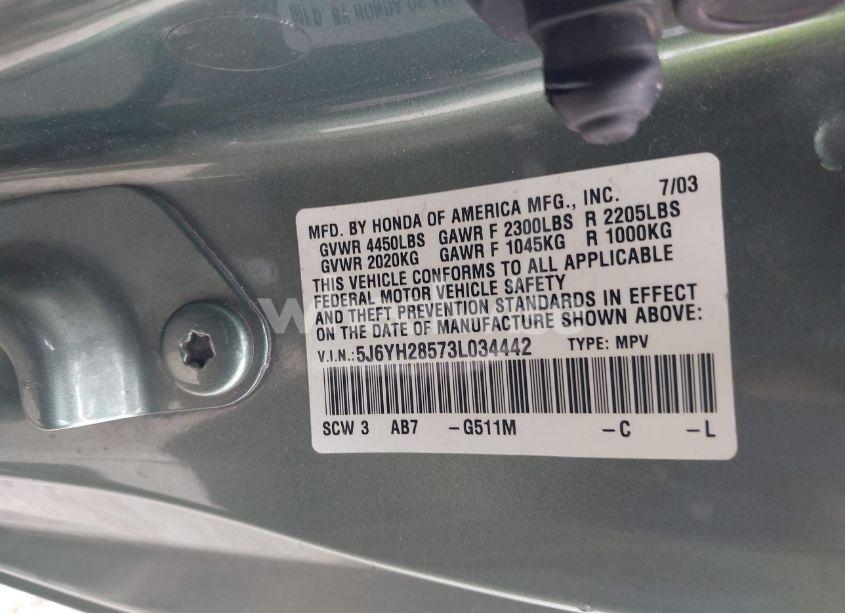 MFD. BY HONDA OF AMERICA MFG., INC. 7/03
GVWR 4450LBS GAWR F 2300LBS R 2205LBS
GVWR 2020KG GAWR F 1045KG R 1000KG
THIS VEHICLE CONFORMS TO ALL APPLICABLE
FEDERAL MOTOR VEHICLE SAFETY
AND THEFT PREVENTION STANDARDS IN EFFECT
ON THE DATE OF MANUFACTURE SHOWN ABOVE:
V.I.N.: 5J6YH28573L034442 TYPE: MPV
SCW 3 AB7 -G511M -C -L